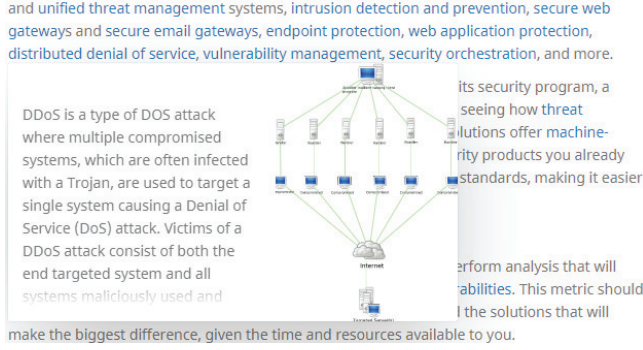 and unified threat management systems, intrusion detection and prevention, secure web
gateways and secure email gateways, endpoint protection, web application protection,
distributed denial of service, vulnerability management, security orchestration, and more.
its security program, a
DDoS is a type of DOS attack
seeing how threat
where multiple compromised
lutions offer machine-
systems, which are often infected
rity products you already
with a Trojan, are used to target a
standards, making it easier
single system causing a Denial of
Service (DoS) attack. Victims of a
DDoS attack consist of both the
end targeted system and all
erform analysis that will
systems maliciously used and
rabilities. This metric should
the solutions that will
make the biggest difference, given the time and resources available to you.
Internet